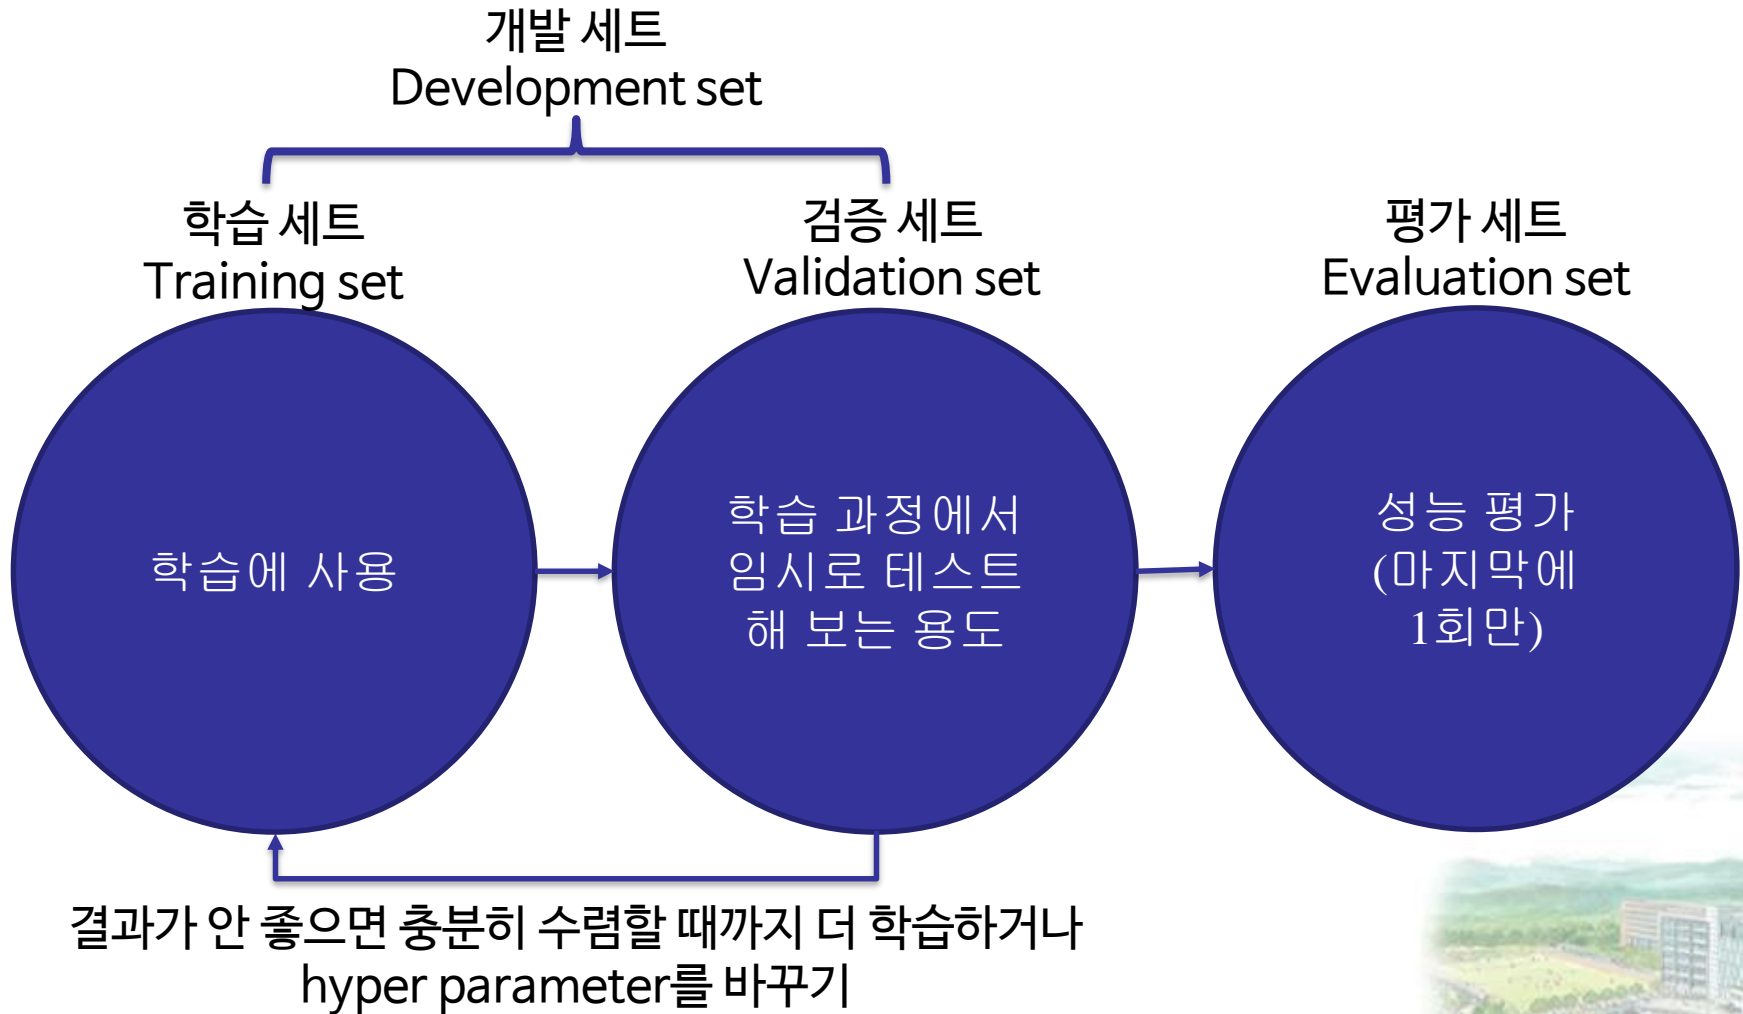 개발 세트
Development set
학습 세트
Training set
검증 세트
Validation set
평가 세트
Evaluation set
학습에 사용
학습 과정에서
임시로 테스트
해 보는 용도
성능 평가
(마지막에
1회만)
결과가 안 좋으면 충분히 수렴할 때까지 더 학습하거나
hyper parameter를 바꾸기